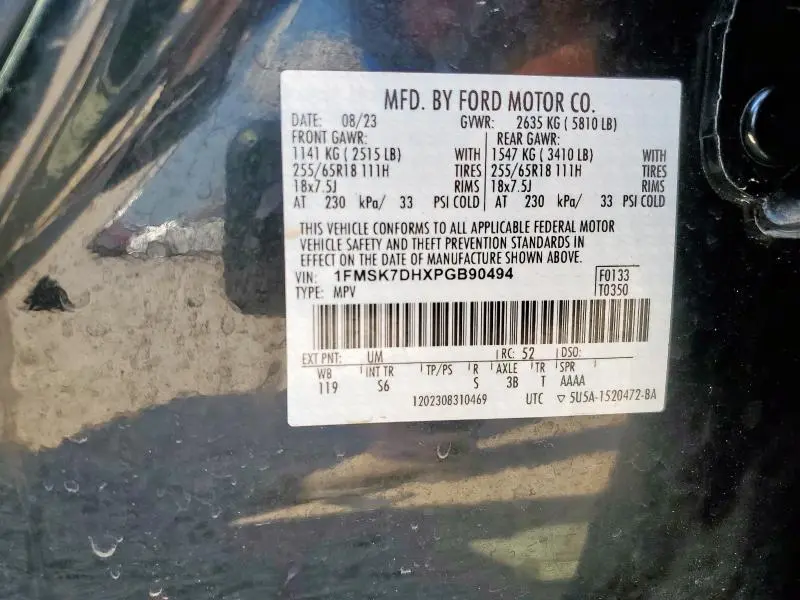 MFD. BY FORD MOTOR CO.
DATE: 08/23 GVWR: 2635 KG ( 5810 LB)
FRONT GAWR: REAR GAWR:
1141 KG ( 2515 LB) WITH 1547 KG ( 3410 LB) WITH
255/65R18 111H TIRES 255/65R18 111H TIRES
18x7.5J RIMS 18x7.5J RIMS
AT 230 kPa/ 33 PSI COLD AT 230 kPa/ 33 PSI COLD
THIS VEHICLE CONFORMS TO ALL APPLICABLE FEDERAL MOTOR
VEHICLE SAFETY AND THEFT PREVENTION STANDARDS IN
EFFECT ON THE DATE OF MANUFACTURE SHOWN ABOVE.
VIN: 1FMSK7DHXPGB90494 F0133
TYPE: MPV T0350
EXT PNT: UM RC: 52 DSO:
WB INT TR TP/PS R AXLE TR SPR
119 S6 S 3B T AAAA
1202308310469 UTC ▽ 5U5A-1520472-BA